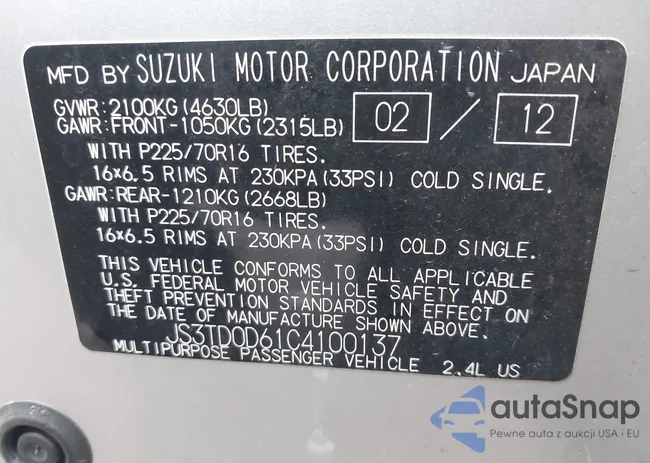 MFD BY SUZUKI MOTOR CORPORATION JAPAN
GVWR:2100KG(4630LB)
GAWR:FRONT-1050KG(2315LB) 02 / 12
WITH P225/70R16 TIRES.
16×6.5 RIMS AT 230KPA(33PSI) COLD SINGLE.
GAWR:REAR-1210KG(2668LB)
WITH P225/70R16 TIRES.
16×6.5 RIMS AT 230KPA(33PSI) COLD SINGLE.
THIS VEHICLE CONFORMS TO ALL APPLICABLE
U.S. FEDERAL MOTOR VEHICLE SAFETY AND
THEFT PREVENTION STANDARDS IN EFFECT ON
THE DATE OF MANUFACTURE SHOWN ABOVE.
JS3TD0D61C4100137
MULTIPURPOSE PASSENGER VEHICLE 2.4L US
autaSnap
Pewne auta z aukcji USA i EU